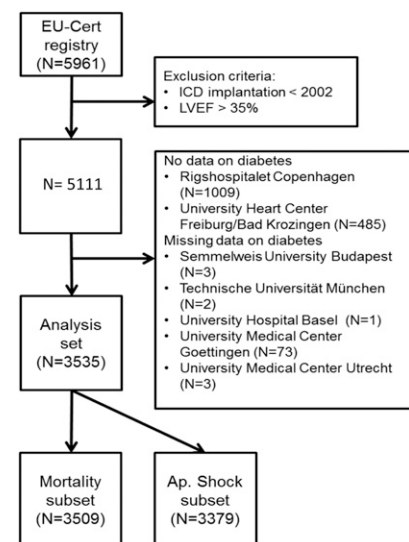 EU-Cert
registry
(N=5961)
Exclusion criteria:
• ICD implantation < 2002
• LVEF > 35%
N= 5111
No data on diabetes
• Rigshospitalet Copenhagen
(N=1009)
• University Heart Center
Freiburg/Bad Krozingen (N=485)
Missing data on diabetes
• Semmelweis University Budapest
(N=3)
• Technische Universität München
(N=2)
• University Hospital Basel (N=1)
• University Medical Center
Goettingen (N=73)
• University Medical Center Utrecht
(N=3)
Analysis
set
(N=3535)
Mortality
subset
(N=3509)
Ap. Shock
subset
(N=3379)